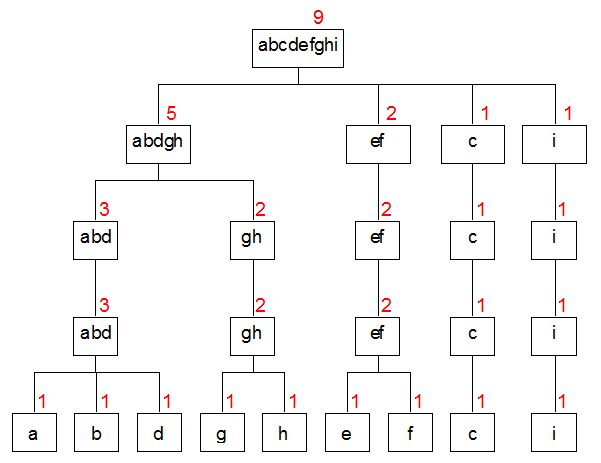 9
abcdefghi
5 2 1 1
abdgh ef c i
3 2 2 1 1
abd gh ef c i
3 2 2 1 1
abd gh ef c i
1 1 1 1 1 1 1 1 1
a b d g h e f c i